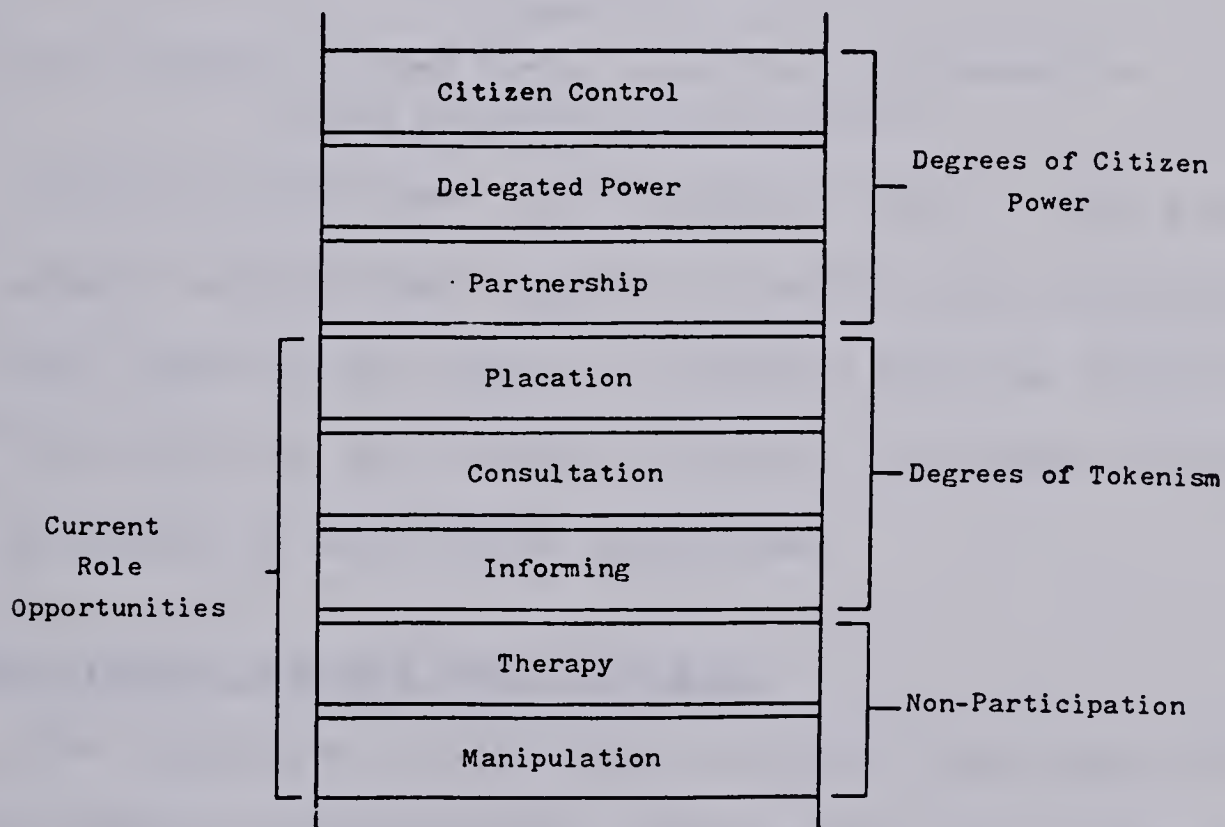 Citizen Control
Delegated Power
Partnership
Degrees of Citizen
Power
Placation
Consultation
Informing
Degrees of Tokenism
Current
Role
Opportunities
Therapy
Manipulation
Non-Participation